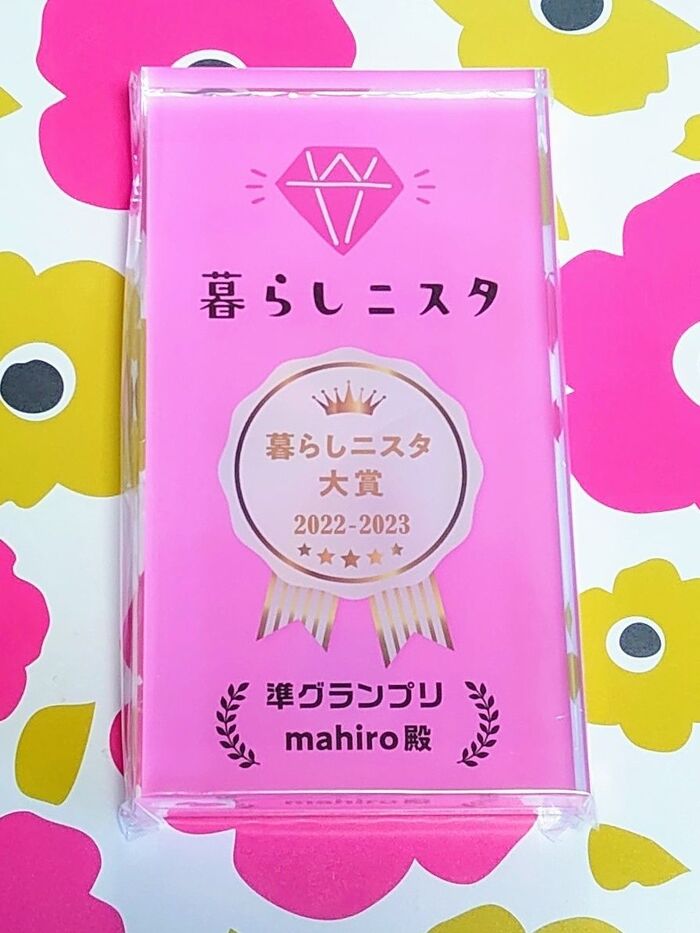 暮らしニスタ
暮らしニスタ
大賞
2022-2023
準グランプリ
mahiro殿